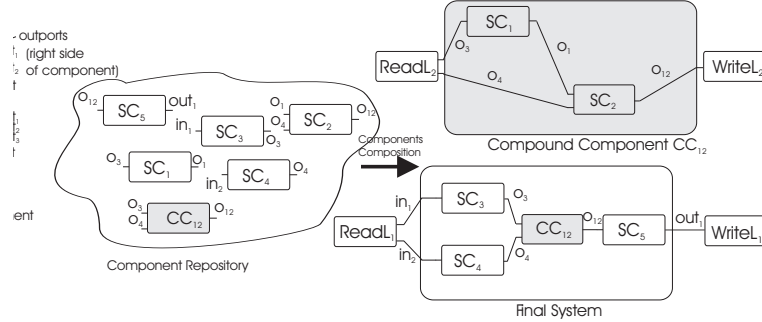 outports
(right side
of component)
ent
O₁₂ SC₅ out₁
in₁ SC₃ O₃
O₁ O₄ SC₂ O₁₂
O₃ SC₁ O₁
in₂ SC₄ O₄
O₃ O₄ CC₁₂ O₁₂
Component Repository
Components
Composition
ReadL₂ O₃ SC₁ O₁
O₄ SC₂ O₁₂ WriteL₂
Compound Component CC₁₂
ReadL₁ in₁ SC₃ O₃
in₂ SC₄ O₄
CC₁₂ O₁₂ SC₅ out₁ WriteL₁
Final System